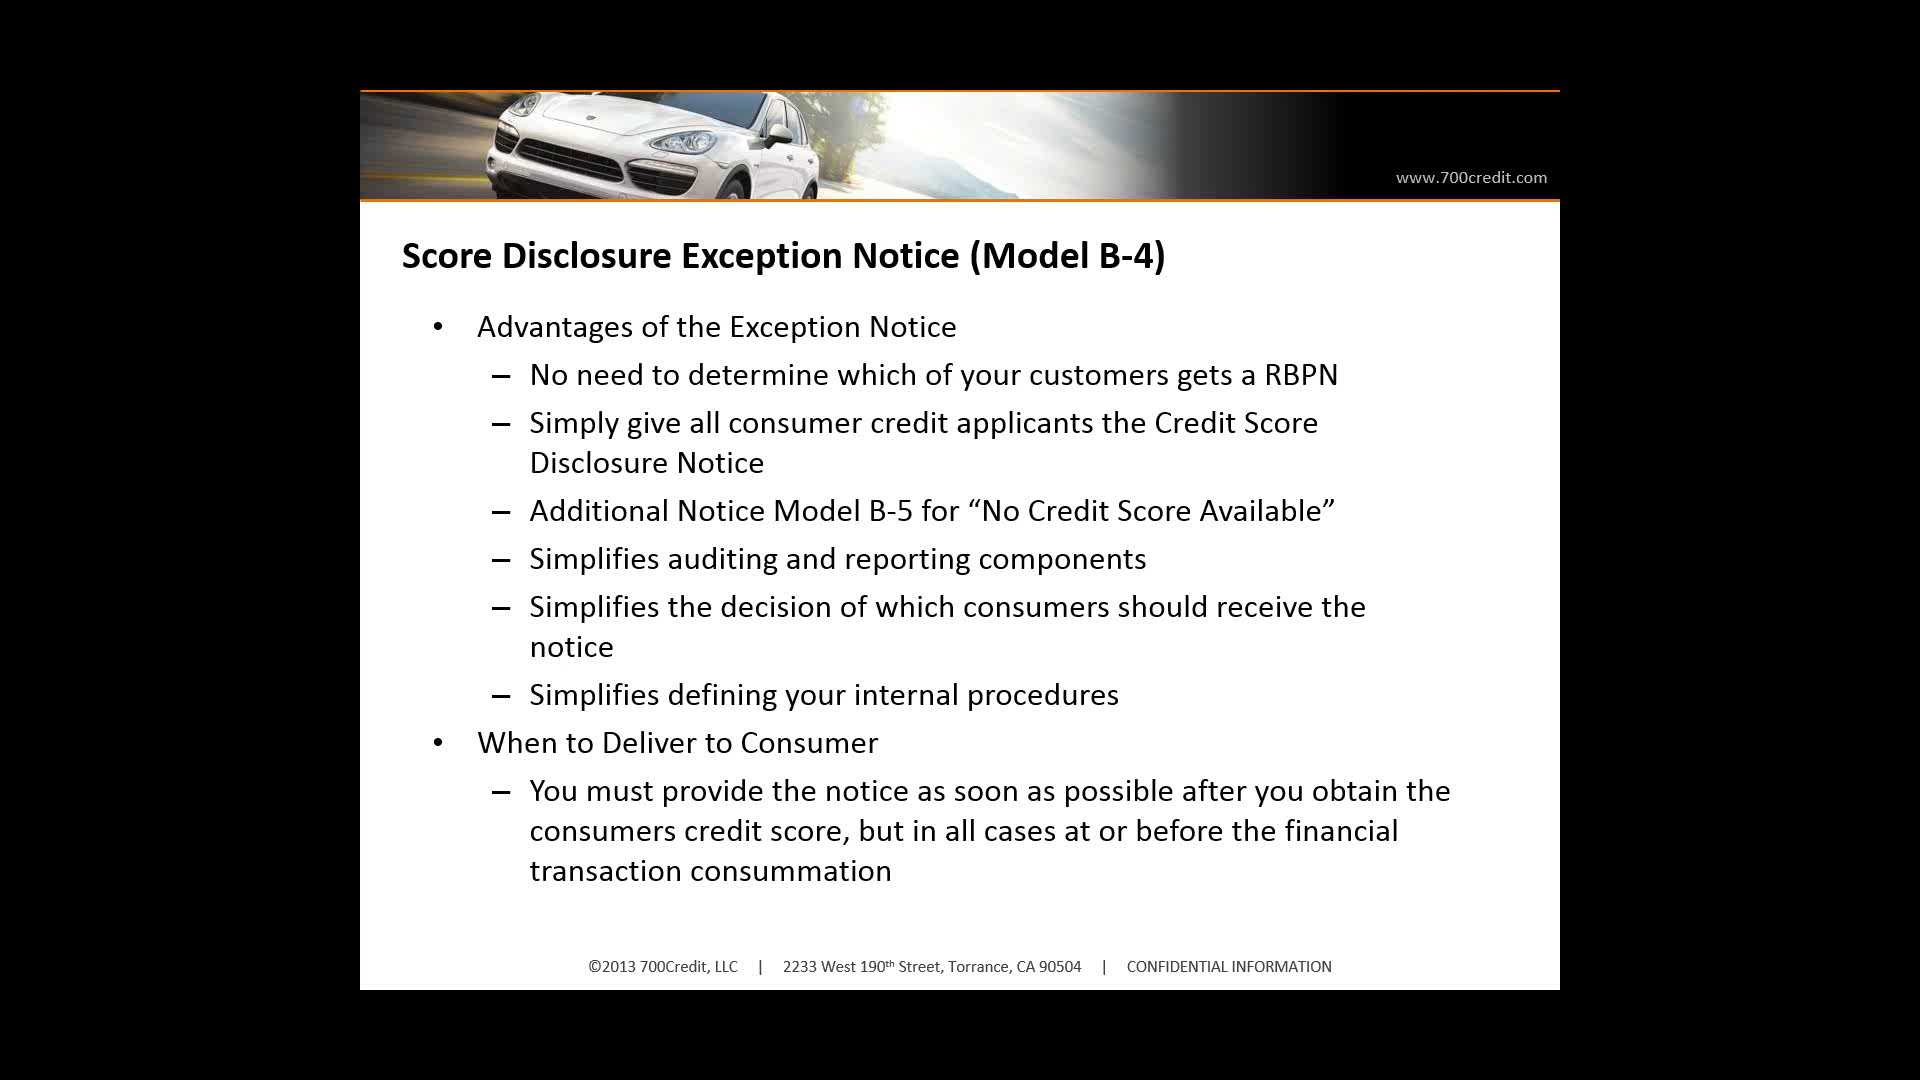 www.700credit.com
Score Disclosure Exception Notice (Model B-4)
• Advantages of the Exception Notice
– No need to determine which of your customers gets a RBPN
– Simply give all consumer credit applicants the Credit Score
Disclosure Notice
– Additional Notice Model B-5 for “No Credit Score Available”
– Simplifies auditing and reporting components
– Simplifies the decision of which consumers should receive the
notice
– Simplifies defining your internal procedures
• When to Deliver to Consumer
– You must provide the notice as soon as possible after you obtain the
consumers credit score, but in all cases at or before the financial
transaction consummation
©2013 700Credit, LLC | 2233 West 190th Street, Torrance, CA 90504 | CONFIDENTIAL INFORMATION